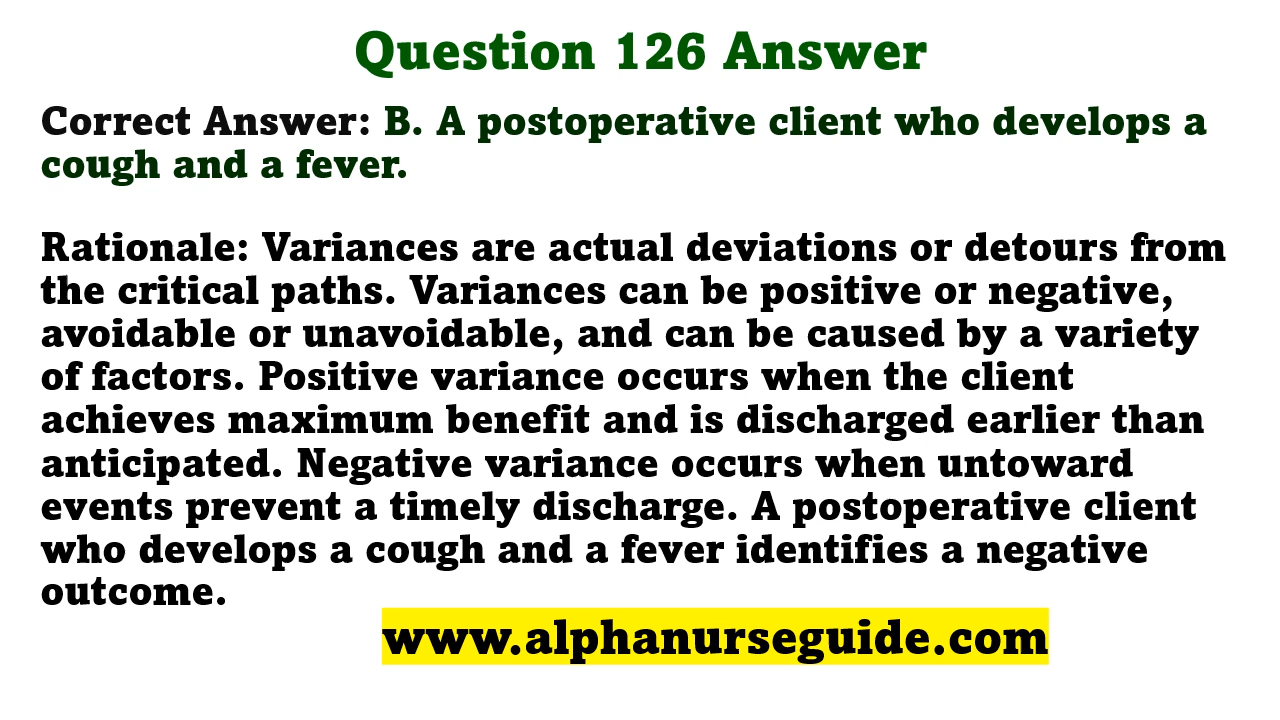 Question 126 Answer
Correct Answer: B. A postoperative client who develops a
cough and a fever.
Rationale: Variances are actual deviations or detours from
the critical paths. Variances can be positive or negative,
avoidable or unavoidable, and can be caused by a variety
of factors. Positive variance occurs when the client
achieves maximum benefit and is discharged earlier than
anticipated. Negative variance occurs when untoward
events prevent a timely discharge. A postoperative client
who develops a cough and a fever identifies a negative
outcome.
www.alphanurseguide.com